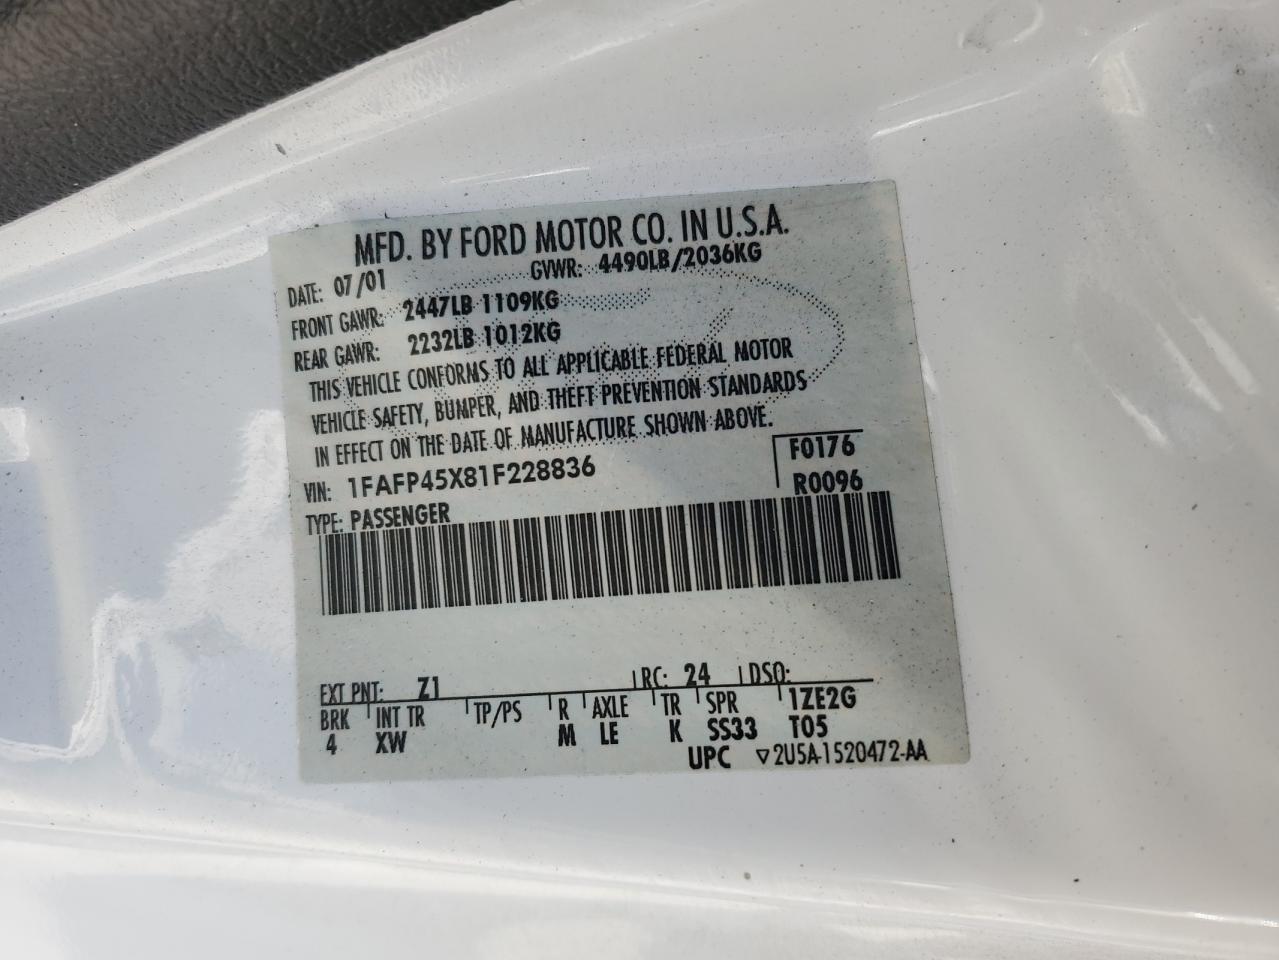 MFD. BY FORD MOTOR CO. IN U.S.A.
DATE: 07/01 GVWR: 4490LB/2036KG
FRONT GAWR: 2447LB 1109KG
REAR GAWR: 2232LB 1012KG
THIS VEHICLE CONFORMS TO ALL APPLICABLE FEDERAL MOTOR
VEHICLE SAFETY, BUMPER, AND THEFT PREVENTION STANDARDS
IN EFFECT ON THE DATE OF MANUFACTURE SHOWN ABOVE.
VIN: 1FAFP45X81F228836 F0176
TYPE: PASSENGER R0096
EXT PNT: Z1 RC: 24 DSO:
BRK INT TR TP/PS R AXLE TR SPR 1ZE2G
4 XW M LE K SS33 T05
UPC ▽2U5A-1520472-AA